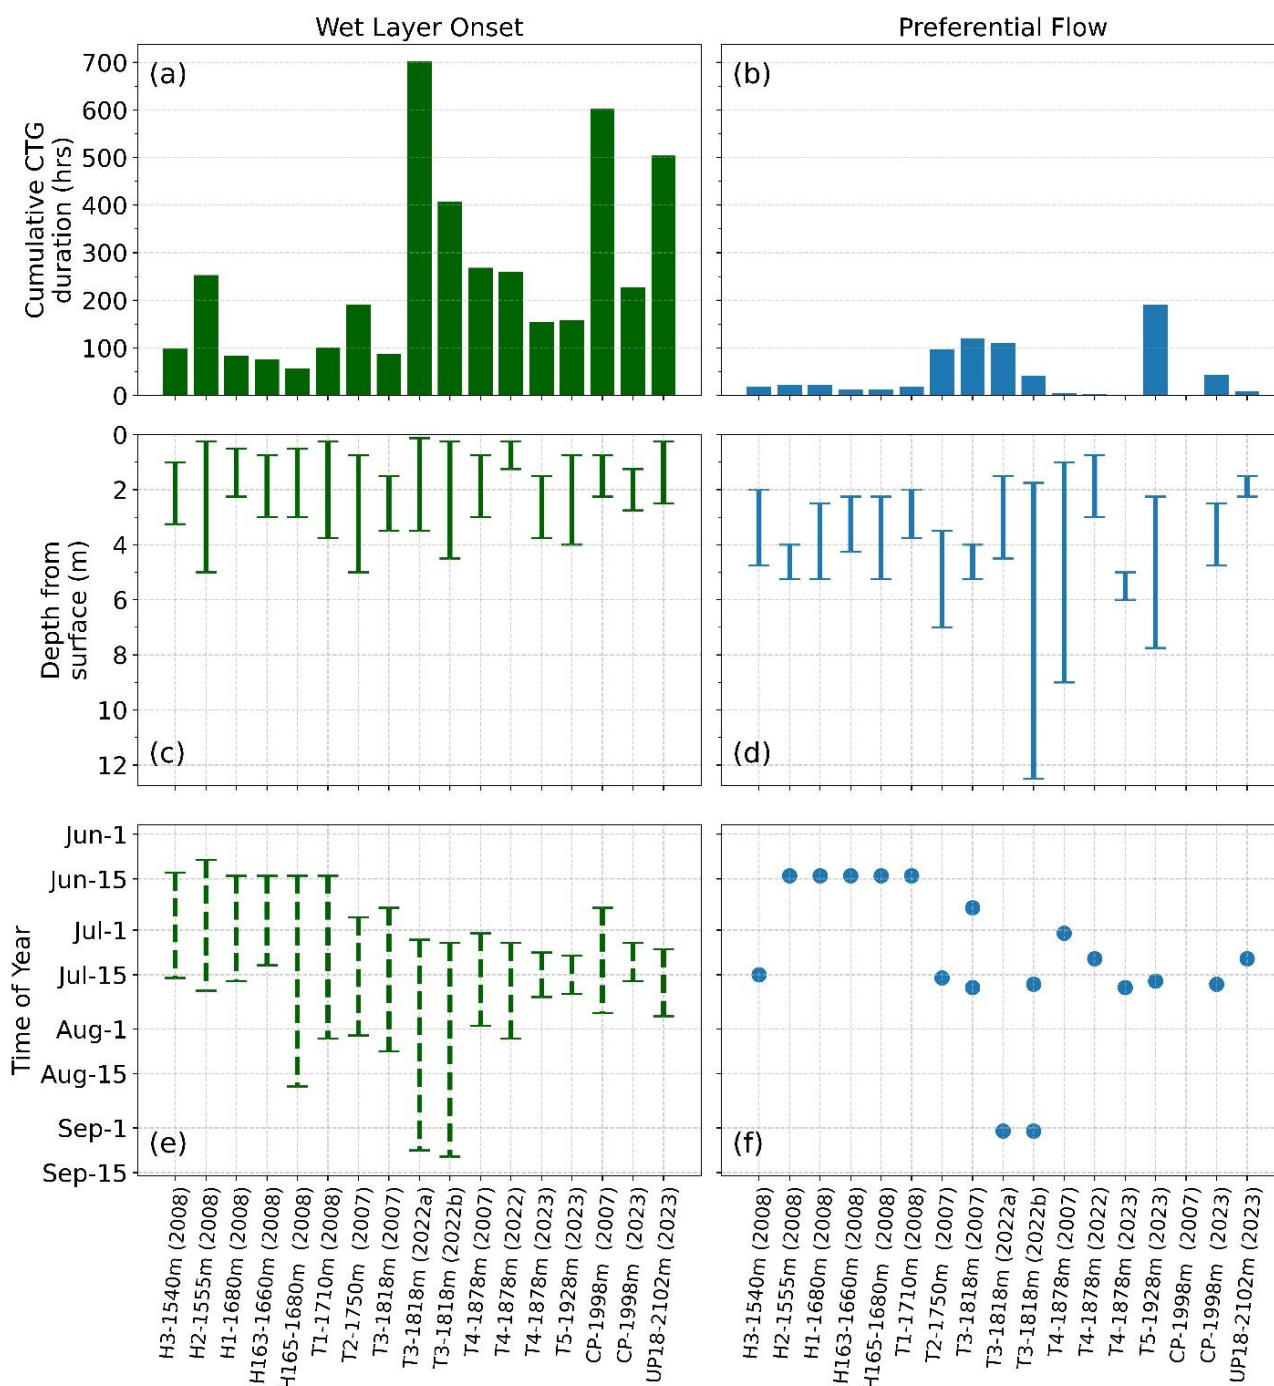 Wet Layer Onset
Preferential Flow
(a)
(b)
Cumulative CTG
duration (hrs)
700
600
500
400
300
200
100
0
Depth from
surface (m)
0
2
4
6
8
10
12
(c)
(d)
Time of Year
Jun-1
Jun-15
Jul-1
Jul-15
Aug-1
Aug-15
Sep-1
Sep-15
(e)
(f)
H3-1540m (2008)
H2-1555m (2008)
H1-1680m (2008)
H163-1660m (2008)
H165-1680m (2008)
T1-1710m (2008)
T2-1750m (2007)
T3-1818m (2007)
T3-1818m (2022a)
T3-1818m (2022b)
T4-1878m (2007)
T4-1878m (2022)
T4-1878m (2023)
T5-1928m (2023)
CP-1998m (2007)
CP-1998m (2023)
UP18-2102m (2023)
H3-1540m (2008)
H2-1555m (2008)
H1-1680m (2008)
H163-1660m (2008)
H165-1680m (2008)
T1-1710m (2008)
T2-1750m (2007)
T3-1818m (2007)
T3-1818m (2022a)
T3-1818m (2022b)
T4-1878m (2007)
T4-1878m (2022)
T4-1878m (2023)
T5-1928m (2023)
CP-1998m (2007)
CP-1998m (2023)
UP18-2102m (2023)